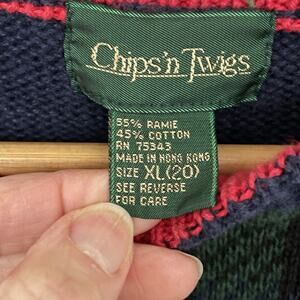 Chips'n Twigs
55% RAMIE
45% COTTON
RN 75343
MADE IN HONG KONG
SIZE XL(20)
SEE REVERSE
FOR CARE